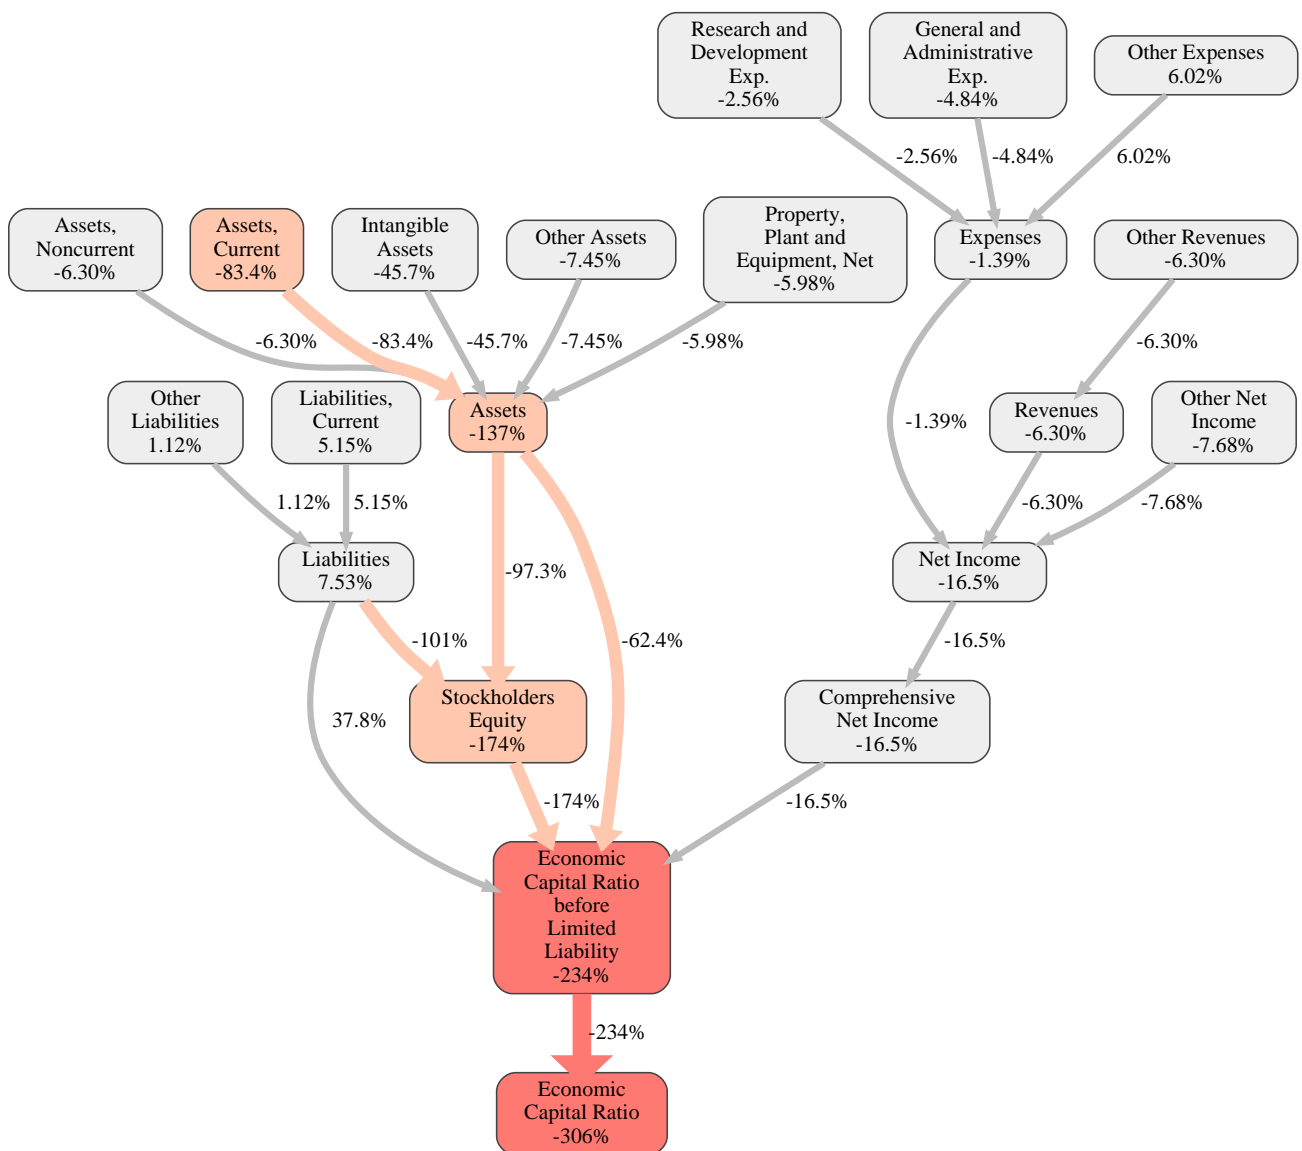 Research and
Development
Exp.
-2.56%
General and
Administrative
Exp.
-4.84%
Other Expenses
6.02%
-2.56%
-4.84%
6.02%
Assets,
Noncurrent
-6.30%
Assets,
Current
-83.4%
Intangible
Assets
-45.7%
Other Assets
-7.45%
Property,
Plant and
Equipment, Net
-5.98%
Expenses
-1.39%
Other Revenues
-6.30%
-6.30%
-83.4%
-45.7%
-7.45%
-5.98%
-6.30%
Other
Liabilities
1.12%
Liabilities,
Current
5.15%
Assets
-137%
-1.39%
Revenues
-6.30%
Other Net
Income
-7.68%
1.12%
5.15%
-6.30%
-7.68%
Liabilities
7.53%
-97.3%
Net Income
-16.5%
-101%
-62.4%
-16.5%
37.8%
Stockholders
Equity
-174%
Comprehensive
Net Income
-16.5%
-174%
-16.5%
Economic
Capital Ratio
before
Limited
Liability
-234%
-234%
Economic
Capital Ratio
-306%